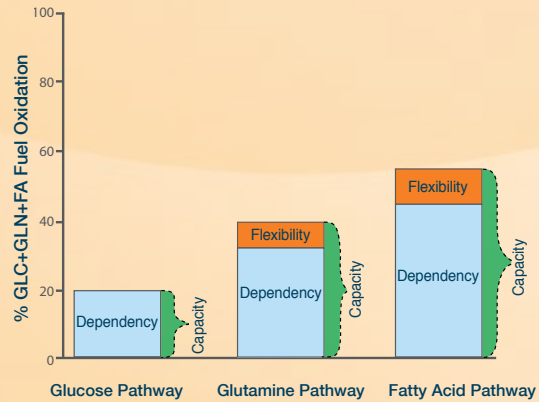 % GLC+GLN+FA Fuel Oxidation
100
80
60
40
20
0
Dependency
Capacity
Flexibility
Dependency
Capacity
Flexibility
Dependency
Capacity
Glucose Pathway
Glutamine Pathway
Fatty Acid Pathway